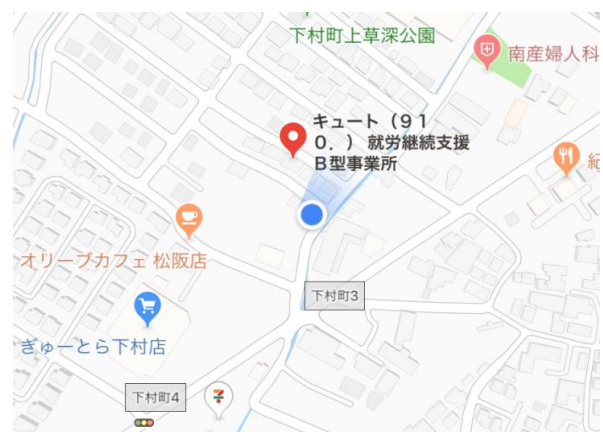 下村町上草深公園
南産婦人科
キュート（９１
０．） 就労継続支援
Ｂ型事業所
紀
オリーブカフェ 松阪店
下村町3
ぎゅーとら下村店
下村町4
7